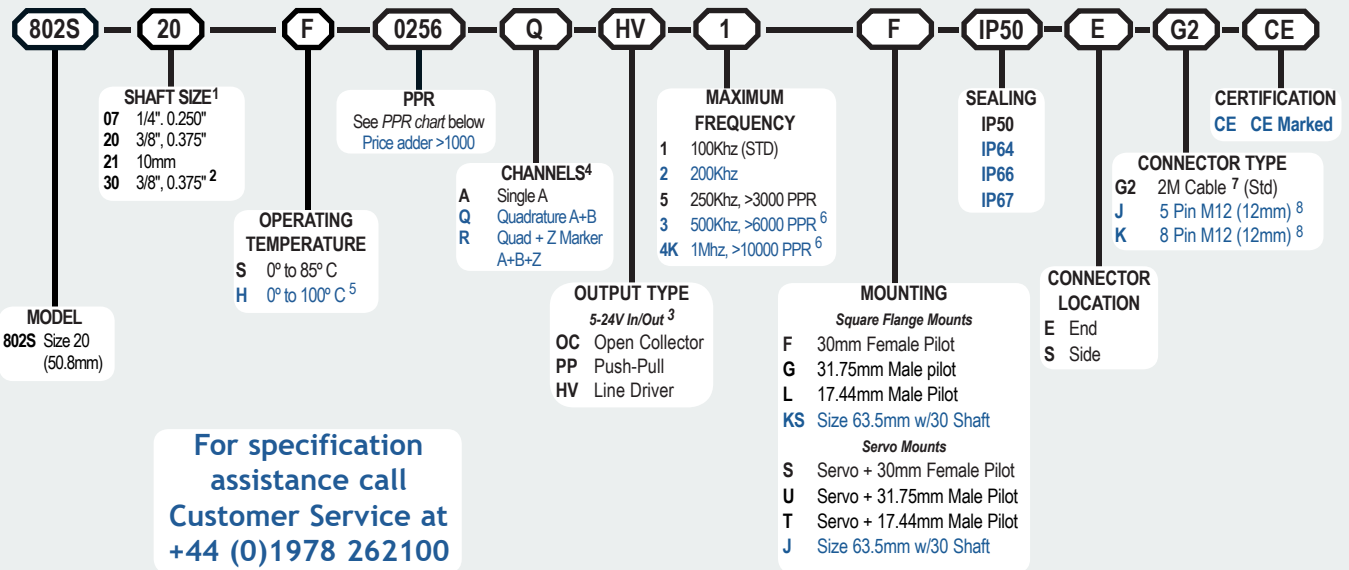 802S 20 F 0256 Q HV 1 F IP50 E G2 CE
MODEL
802S Size 20
(50.8mm)
SHAFT SIZE1
07 1/4". 0.250"
20 3/8", 0.375"
21 10mm
30 3/8", 0.375" 2
OPERATING
TEMPERATURE
S 0º to 85º C
H 0º to 100º C 5
PPR
See PPR chart below
Price adder >1000
CHANNELS4
A Single A
Q Quadrature A+B
R Quad + Z Marker
A+B+Z
OUTPUT TYPE
5-24V In/Out 3
OC Open Collector
PP Push-Pull
HV Line Driver
MAXIMUM
FREQUENCY
1 100Khz (STD)
2 200Khz
5 250Khz, >3000 PPR
3 500Khz, >6000 PPR 6
4K 1Mhz, >10000 PPR 6
MOUNTING
Square Flange Mounts
F 30mm Female Pilot
G 31.75mm Male pilot
L 17.44mm Male Pilot
KS Size 63.5mm w/30 Shaft
Servo Mounts
S Servo + 30mm Female Pilot
U Servo + 31.75mm Male Pilot
T Servo + 17.44mm Male Pilot
J Size 63.5mm w/30 Shaft
SEALING
IP50
IP64
IP66
IP67
CONNECTOR
LOCATION
E End
S Side
CONNECTOR TYPE
G2 2M Cable 7 (Std)
J 5 Pin M12 (12mm) 8
K 8 Pin M12 (12mm) 8
CERTIFICATION
CE CE Marked
For specification
assistance call
Customer Service at
+44 (0)1978 262100